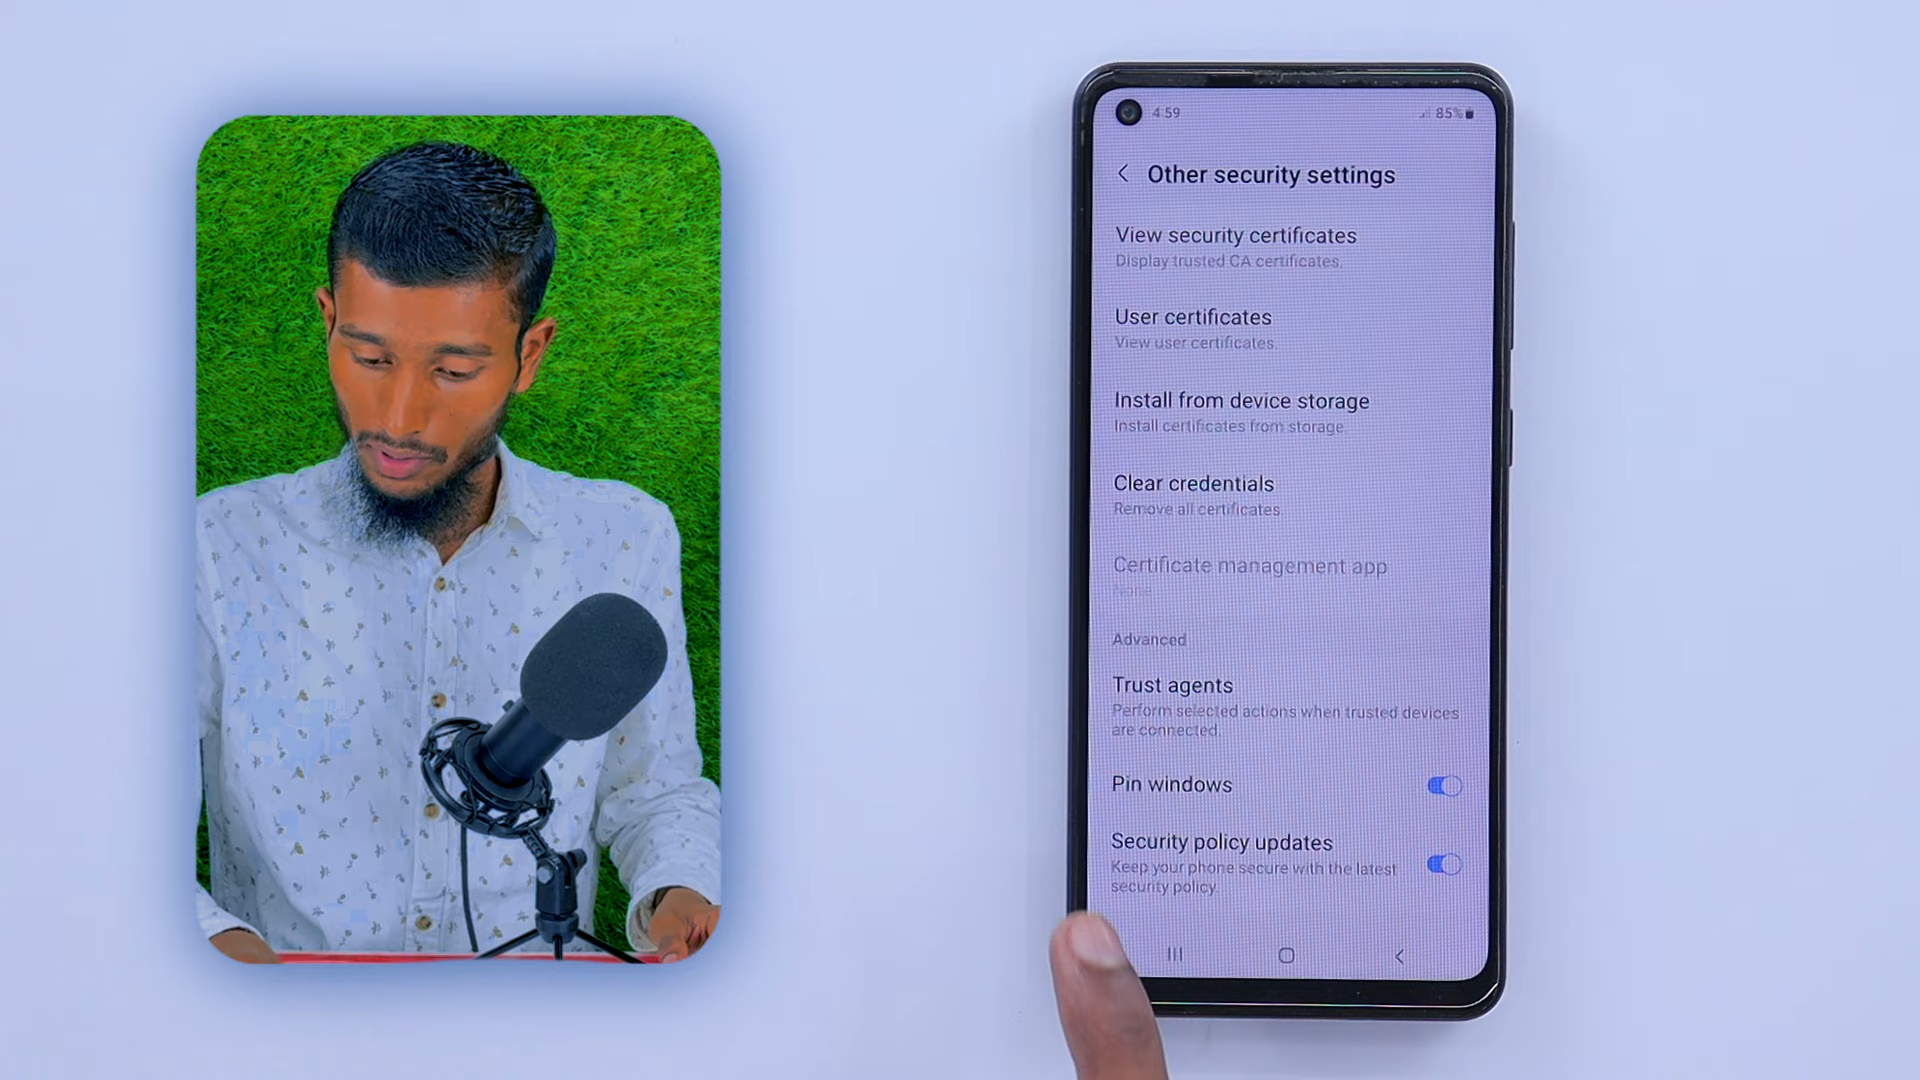 4:59
85%
Other security settings
View security certificates
Display trusted CA certificates.
User certificates
View user certificates.
Install from device storage
Install certificates from storage.
Clear credentials
Remove all certificates.
Certificate management app
None
Advanced
Trust agents
Perform selected actions when trusted devices
are connected.
Pin windows
Security policy updates
Keep your phone secure with the latest
security policy.